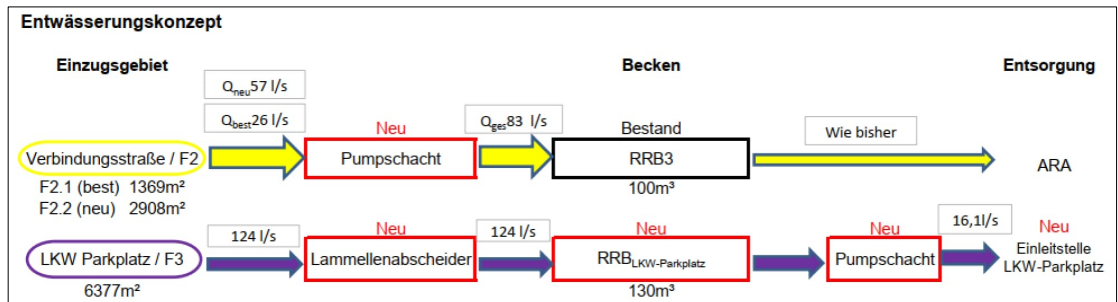 Entwässerungskonzept
Einzugsgebiet
Becken
Entsorgung
Qneu57 l/s
Qbest26 l/s
Neu
Qges83 l/s
Bestand
Wie bisher
Verbindungsstraße / F2
Pumpschacht
RRB3
ARA
F2.1 (best) 1369m²
100m³
F2.2 (neu) 2908m²
124 l/s
Neu
124 l/s
Neu
Neu
16,1l/s
Neu
LKW Parkplatz / F3
Lammellenabscheider
RRBLKW-Parkplatz
Pumpschacht
Einleitstelle
LKW-Parkplatz
6377m²
130m³